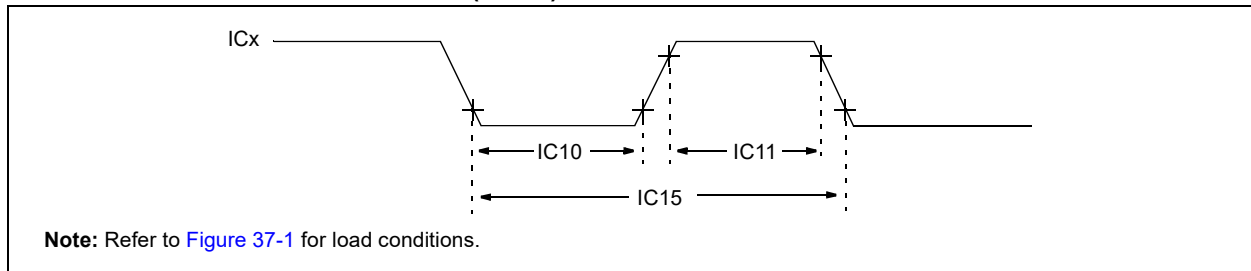 ICx
IC10
IC11
IC15
Note: Refer to Figure 37-1 for load conditions.